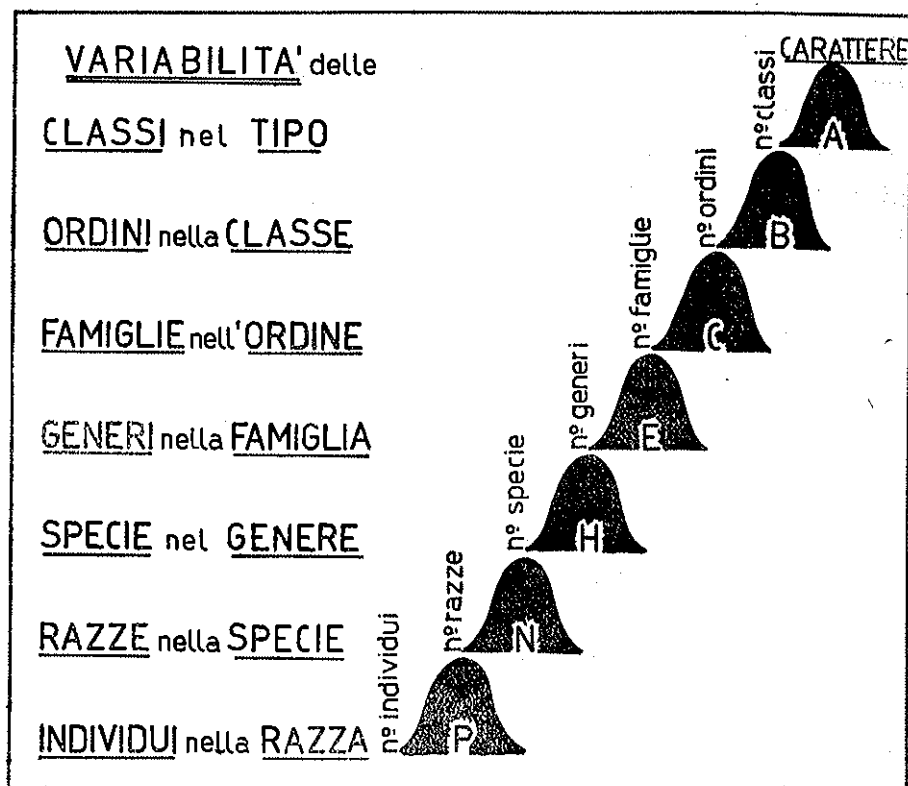 VARIABILITA' delle
CARATTERE
CLASSI nel TIPO
nº classi
A
ORDINI nella CLASSE
nº ordini
B
FAMIGLIE nell'ORDINE
nº famiglie
C
GENERI nella FAMIGLIA
nº generi
E
SPECIE nel GENERE
nº specie
H
RAZZE nella SPECIE
nº razze
N
INDIVIDUI nella RAZZA
nº individui
P